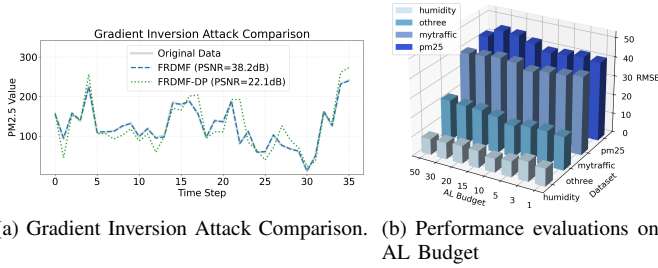 Gradient Inversion Attack Comparison
Original Data
FRDMF (PSNR=38.2dB)
FRDMF-DP (PSNR=22.1dB)
PM2.5 Value
300
200
100
0
5
10
15
20
25
30
35
Time Step
humidity
othree
mytraffic
pm25
50
40
30
20
10
0
RMSE
50
30
20
15
10
5
3
1
AL Budget
pm25
mytraffic
othree
humidity
Dataset
(a) Gradient Inversion Attack Comparison.
(b) Performance evaluations on
AL Budget